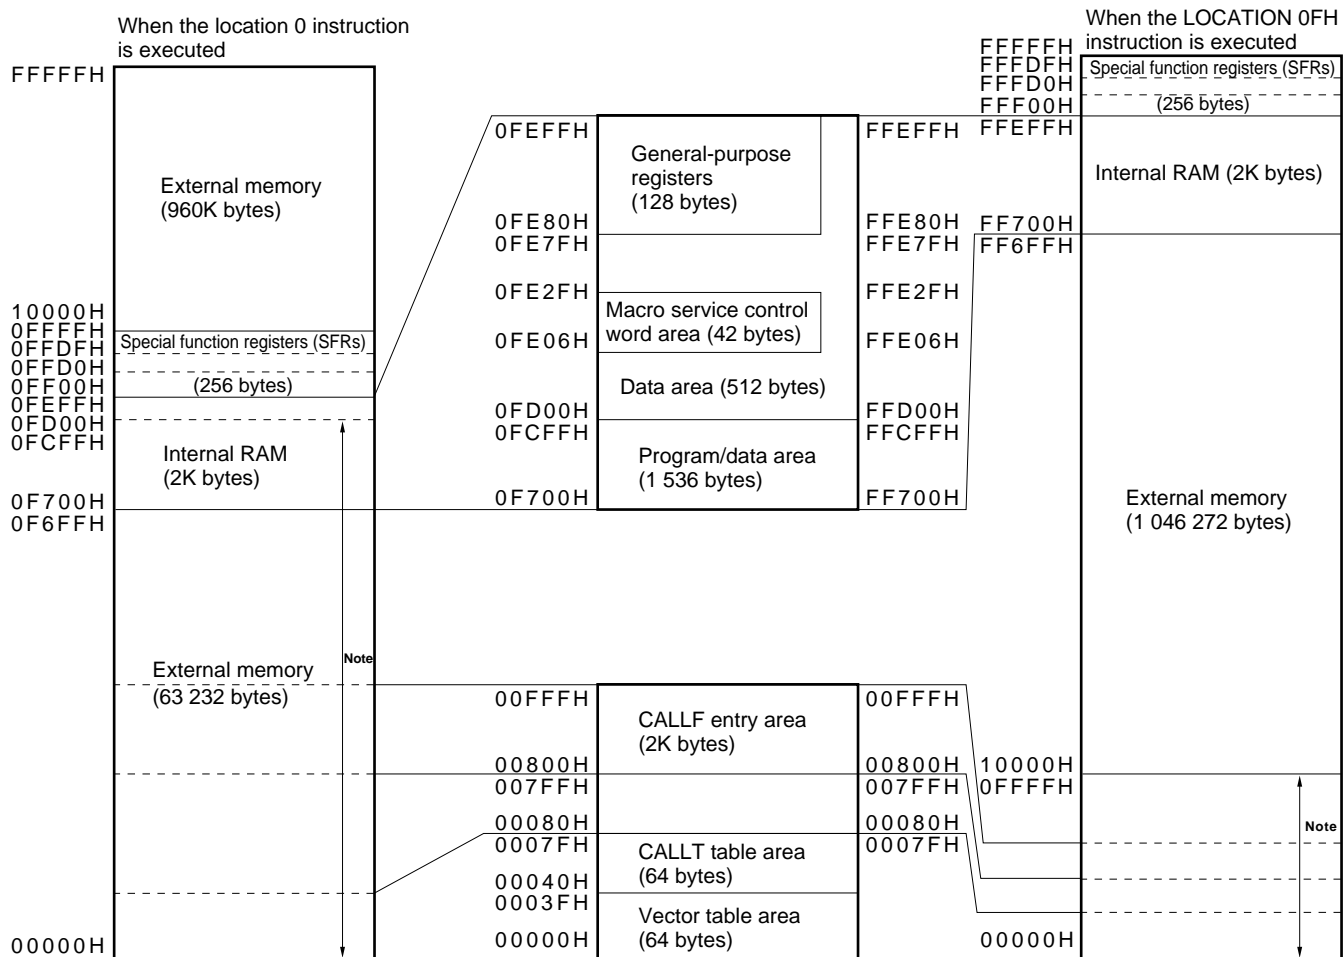 When the location 0 instruction
is executed
FFFFFH
External memory
(960K bytes)
10000H
0FFFFH
Special function registers (SFRs)
0FFDFH
0FFD0H
0FF00H
(256 bytes)
0FEFFH
0FD00H
0FCFFH
Internal RAM
(2K bytes)
0F700H
0F6FFH
External memory
(63 232 bytes)
Note
00000H
0FEFFH
General-purpose
registers
(128 bytes)
FFEFFH
0FE80H
FFE80H
0FE7FH
FFE7FH
0FE2FH
FFE2FH
Macro service control
word area (42 bytes)
0FE06H
FFE06H
Data area (512 bytes)
0FD00H
FFD00H
0FCFFH
FFCFFH
Program/data area
(1 536 bytes)
0F700H
FF700H
00FFFH
00FFFH
CALLF entry area
(2K bytes)
00800H
00800H
007FFH
007FFH
00080H
00080H
0007FH
0007FH
CALLT table area
(64 bytes)
00040H
0003FH
Vector table area
(64 bytes)
00000H
When the LOCATION 0FH
instruction is executed
FFFFFH
Special function registers (SFRs)
FFFDFH
FFFD0H
FFF00H
(256 bytes)
FFEFFH
Internal RAM (2K bytes)
FF700H
FF6FFH
External memory
(1 046 272 bytes)
10000H
0FFFFH
Note
00000H